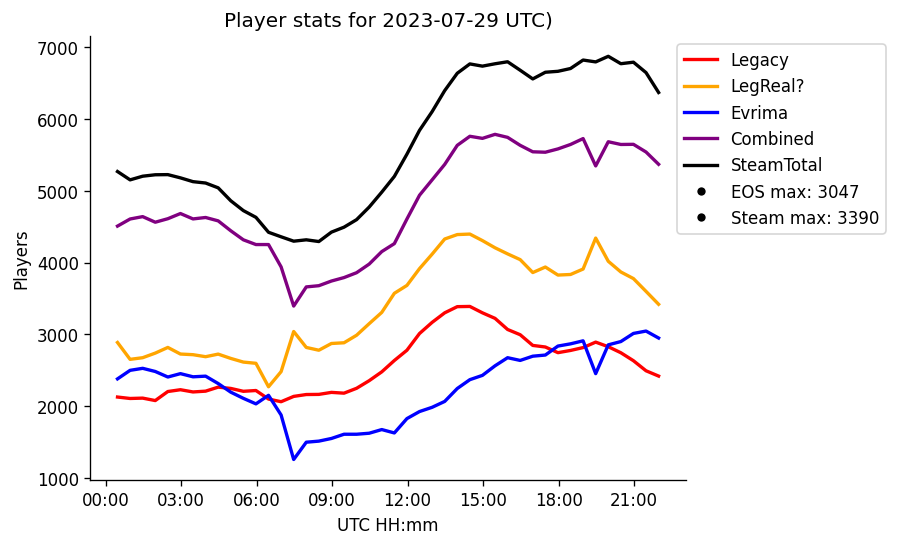 Player stats for 2023-07-29 UTC)
7000
6000
5000
4000
3000
2000
1000
Players
00:00 03:00 06:00 09:00 12:00 15:00 18:00 21:00
UTC HH:mm
Legacy
LegReal?
Evrima
Combined
SteamTotal
EOS max: 3047
Steam max: 3390